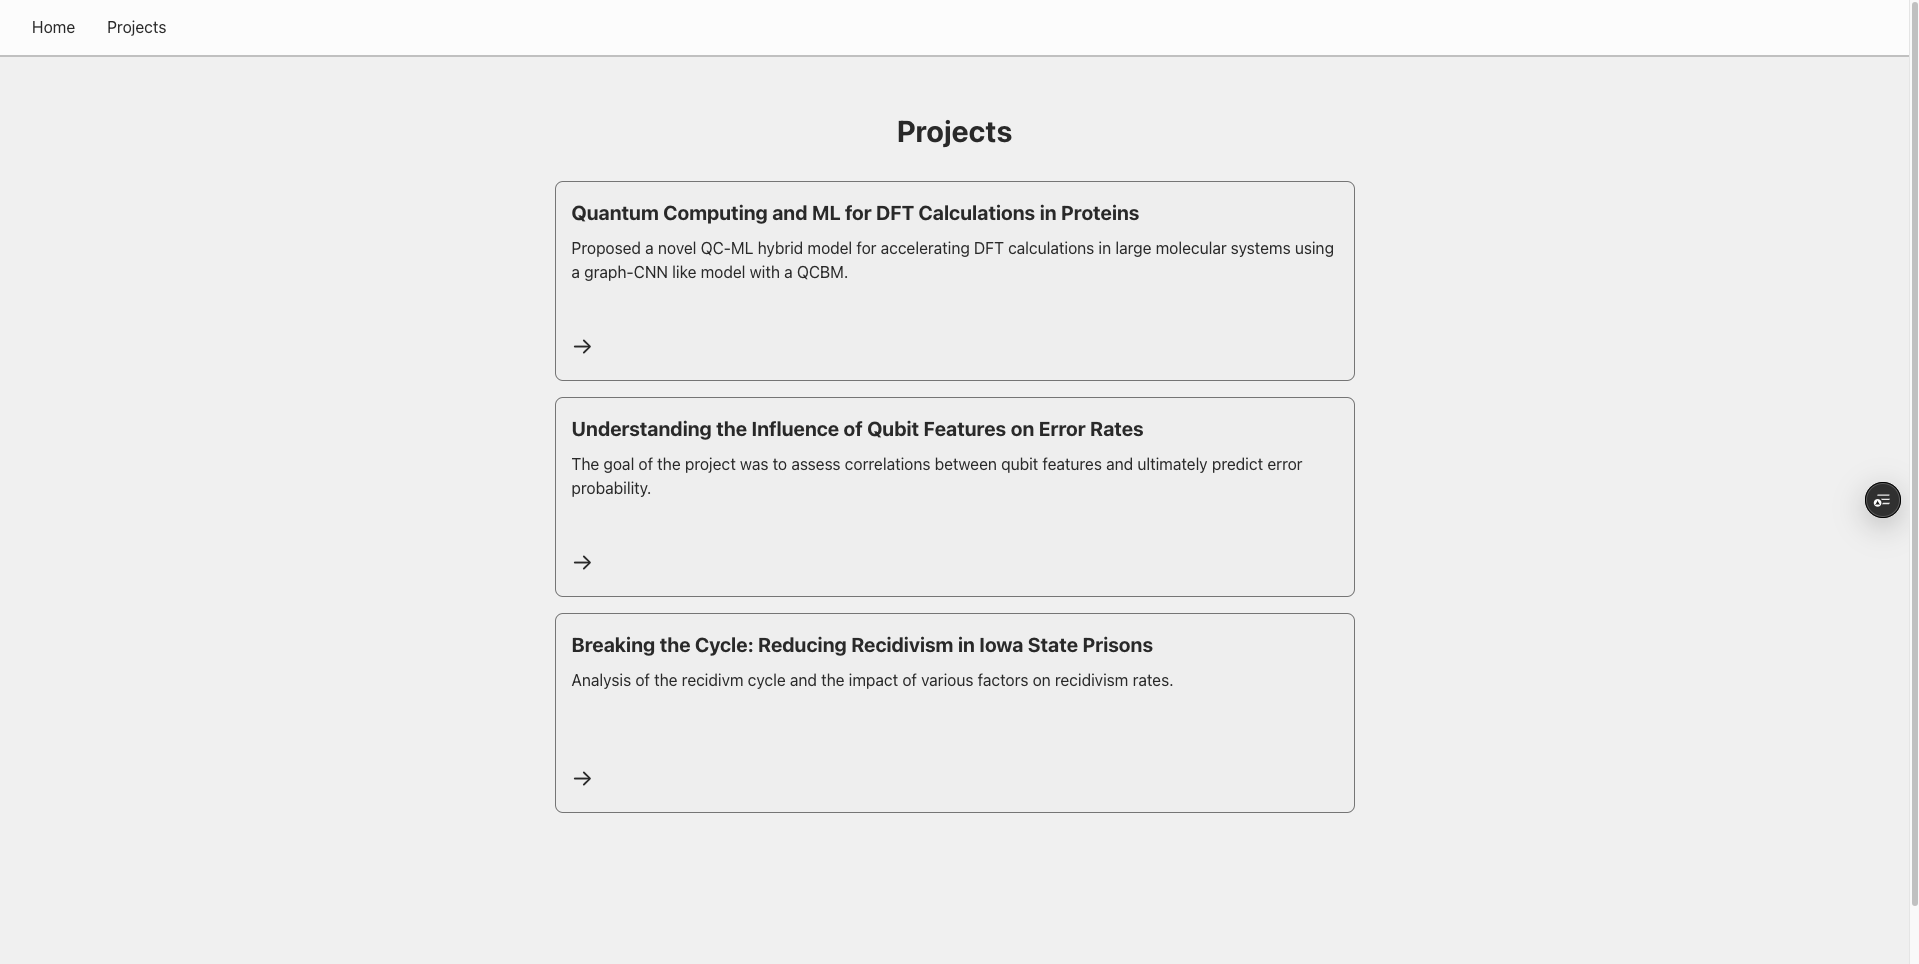 Home Projects
Projects
Quantum Computing and ML for DFT Calculations in Proteins
Proposed a novel QC-ML hybrid model for accelerating DFT calculations in large molecular systems using
a graph-CNN like model with a QCBM.
Understanding the Influence of Qubit Features on Error Rates
The goal of the project was to assess correlations between qubit features and ultimately predict error
probability.
Breaking the Cycle: Reducing Recidivism in Iowa State Prisons
Analysis of the recidivm cycle and the impact of various factors on recidivism rates.